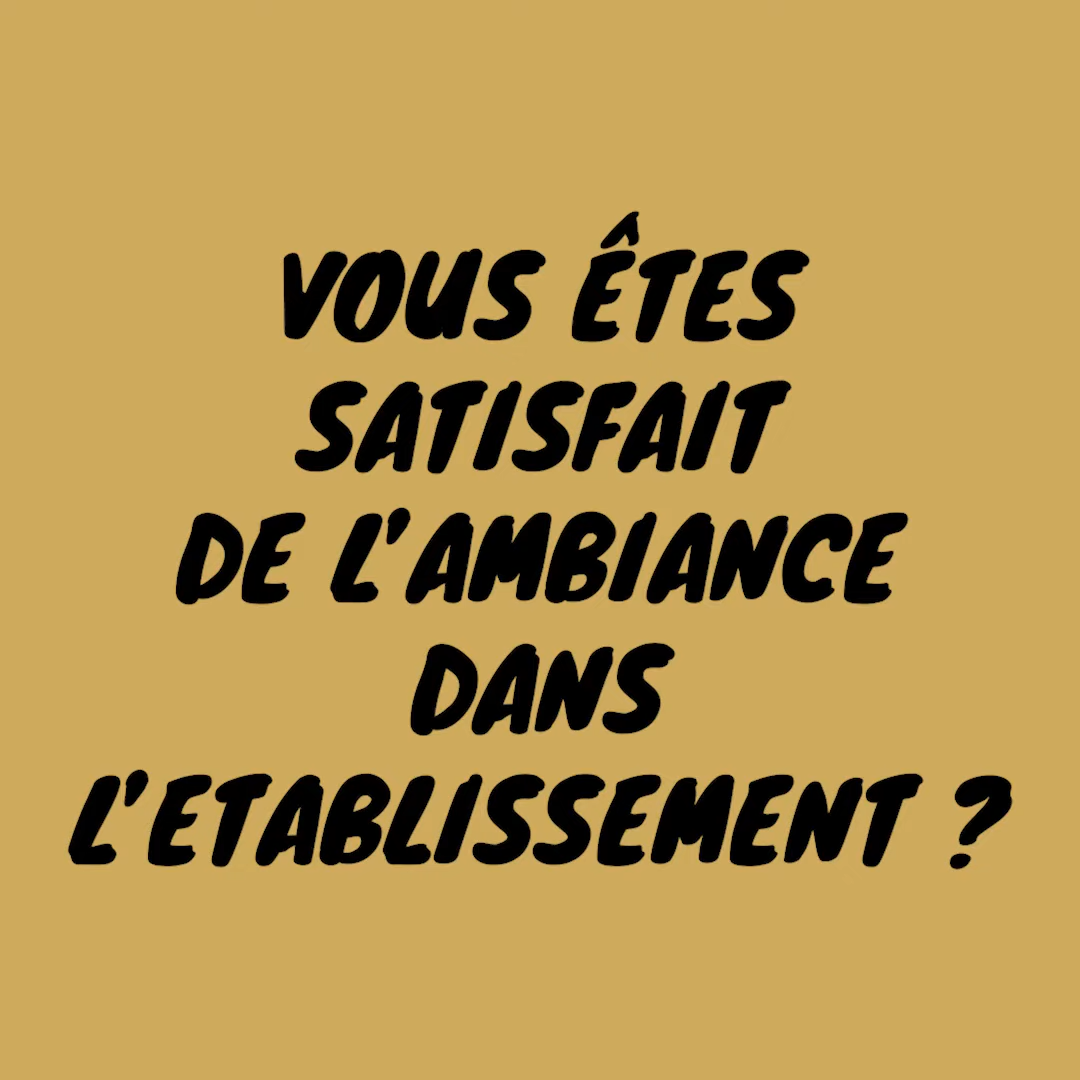 VOUS ÊTES
SATISFAIT
DE L'AMBIANCE
DANS
L'ETABLISSEMENT ?